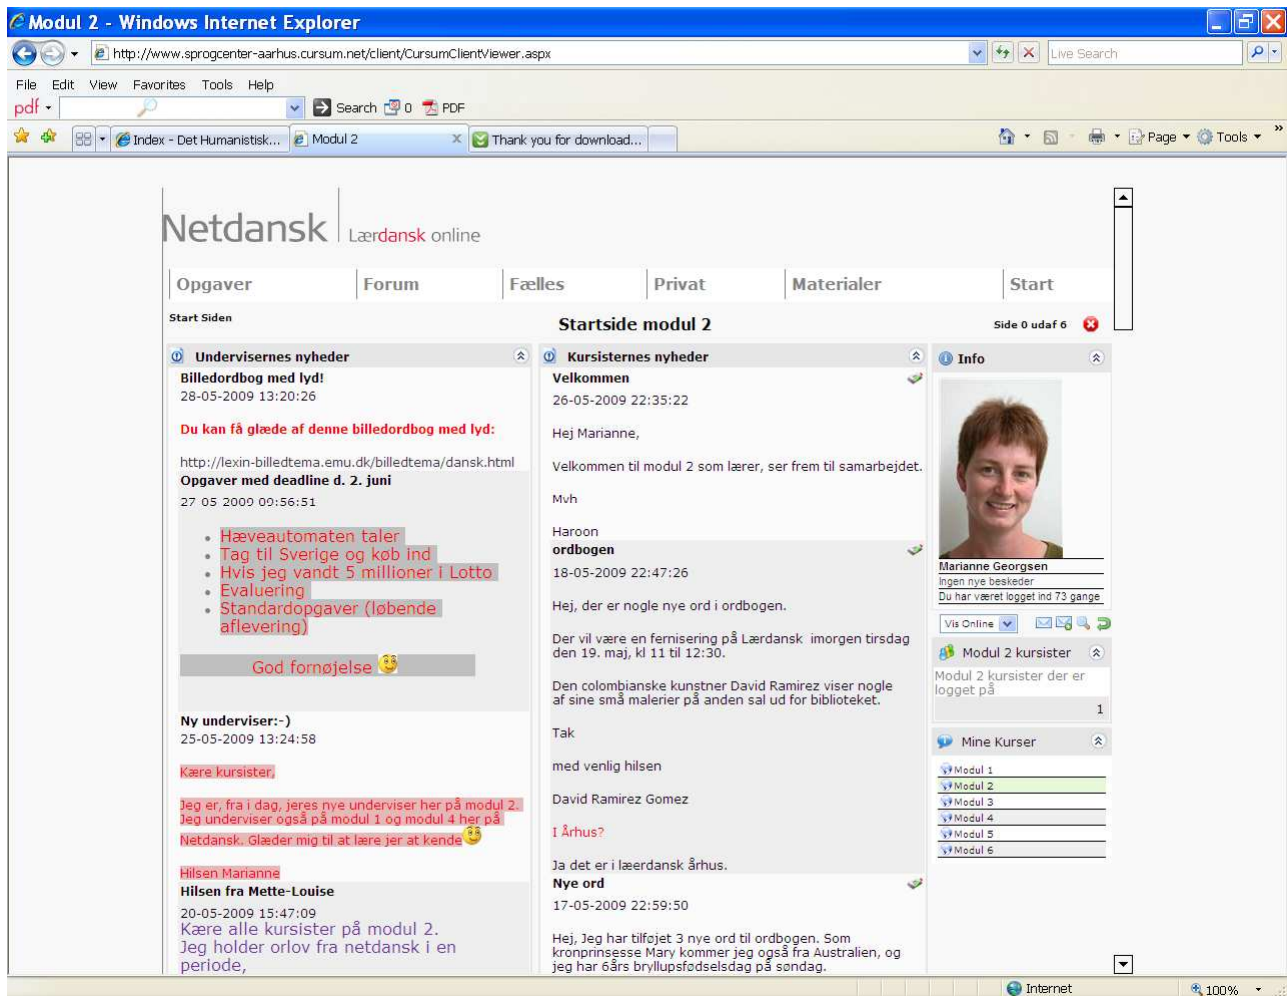 Modul 2 - Windows Internet Explorer
http://www.sprogcenter-aarhus.cursum.net/client/CursumClientViewer.aspx
Live Search
File Edit View Favorites Tools Help
pdf Search 0 PDF
Index - Det Humanistisk... Modul 2 Thank you for download... Page Tools
Netdansk Lærdansk online
Opgaver Forum Fælles Privat Materialer Start
Start Siden
Startside modul 2
Side 0 udaf 6
Undervisernes nyheder
Billedordbog med lyd!
28-05-2009 13:20:26
Du kan få glæde af denne billedordbog med lyd:
http://lexin-billedtema.emu.dk/billedtema/dansk.html
Opgaver med deadline d. 2. juni
27-05-2009 09:56:51
Hæveautomaten taler
Tag til Sverige og køb ind
Hvis jeg vandt 5 millioner i Lotto
Evaluering
Standardopgaver (løbende
aflevering)
God fornøjelse
Ny underviser:-)
25-05-2009 13:24:58
Kære kursister,
Jeg er, fra i dag, jeres nye underviser her på modul 2.
Jeg underviser også på modul 1 og modul 4 her på
Netdansk. Glæder mig til at lære jer at kende
Hilsen Marianne
Hilsen fra Mette-Louise
20-05-2009 15:47:09
Kære alle kursister på modul 2.
Jeg holder orlov fra netdansk i en
periode,
Kursisternes nyheder
Velkommen
26-05-2009 22:35:22
Hej Marianne,
Velkommen til modul 2 som lærer, ser frem til samarbejdet.
Mvh
Haroon
ordbogen
18-05-2009 22:47:26
Hej, der er nogle nye ord i ordbogen.
Der vil være en fernisering på Lærdansk imorgen tirsdag
den 19. maj, kl 11 til 12:30.
Den colombianske kunstner David Ramirez viser nogle
af sine små malerier på anden sal ud for biblioteket.
Tak
med venlig hilsen
David Ramirez Gomez
I Århus?
Ja det er i læerdansk århus.
Nye ord
17-05-2009 22:59:50
Hej, Jeg har tilføjet 3 nye ord til ordbogen. Som
kronprinsesse Mary kommer jeg også fra Australien, og
jeg har 6års bryllupsfødselsdag på søndag.
Info
Marianne Georgsen
Ingen nye beskeder
Du har været logget ind 73 gange
Vis Online
Modul 2 kursister
Modul 2 kursister der er
logget på
1
Mine Kurser
Modul 1
Modul 2
Modul 3
Modul 4
Modul 5
Modul 6
Internet 100%